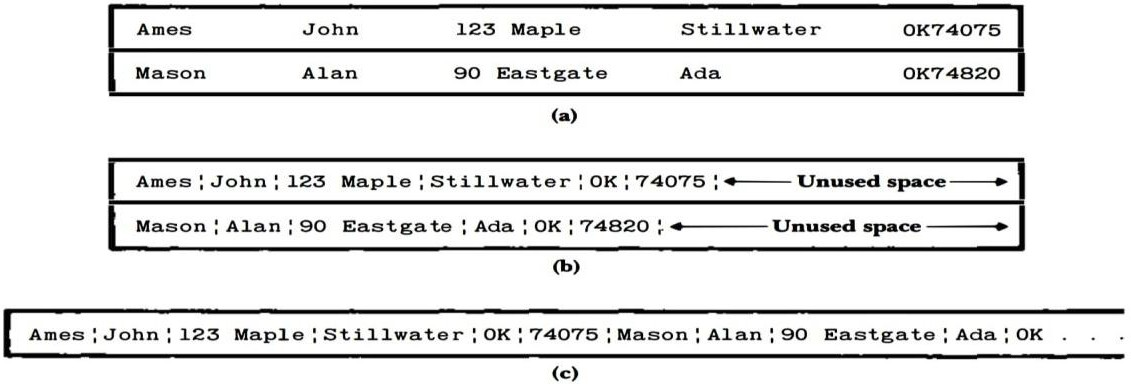 Ames John 123 Maple Stillwater OK74075
Mason Alan 90 Eastgate Ada OK74820
(a)
Ames¦John¦123 Maple¦Stillwater¦OK¦74075¦ Unused space
Mason¦Alan¦90 Eastgate¦Ada¦OK¦74820¦ Unused space
(b)
Ames¦John¦123 Maple¦Stillwater¦OK¦74075¦Mason¦Alan¦90 Eastgate¦Ada¦OK . . .
(c)